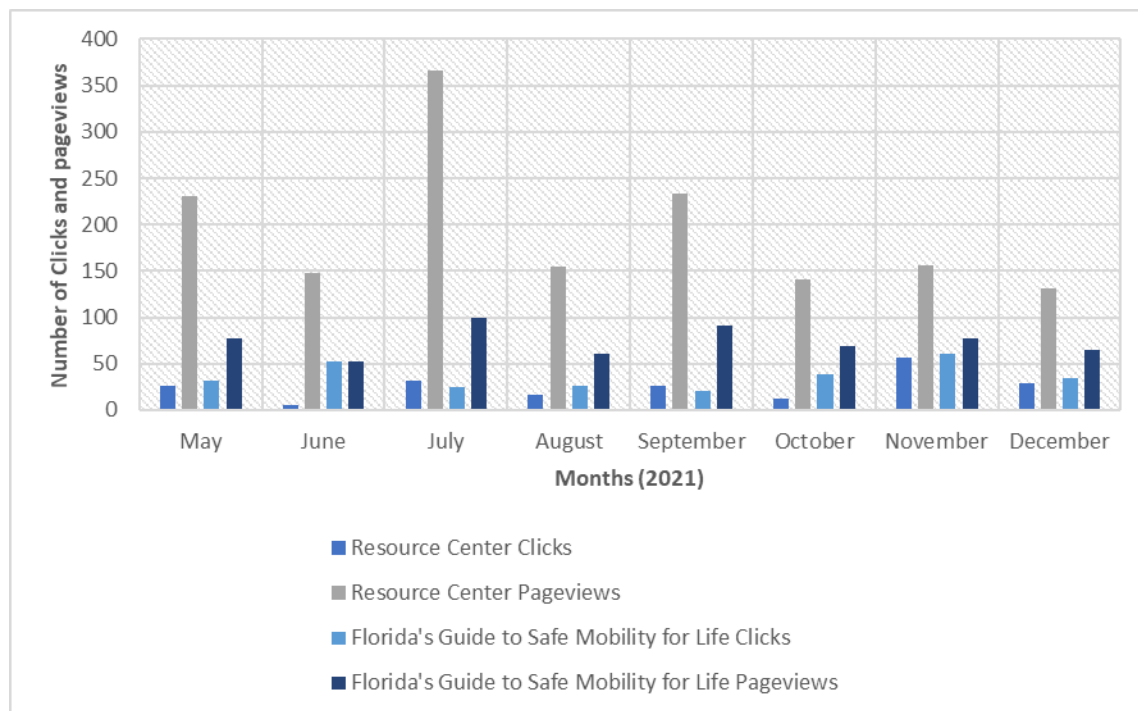 Number of Clicks and pageviews
400
350
300
250
200
150
100
50
0
May June July August September October November December
Months (2021)
Resource Center Clicks
Resource Center Pageviews
Florida's Guide to Safe Mobility for Life Clicks
Florida's Guide to Safe Mobility for Life Pageviews